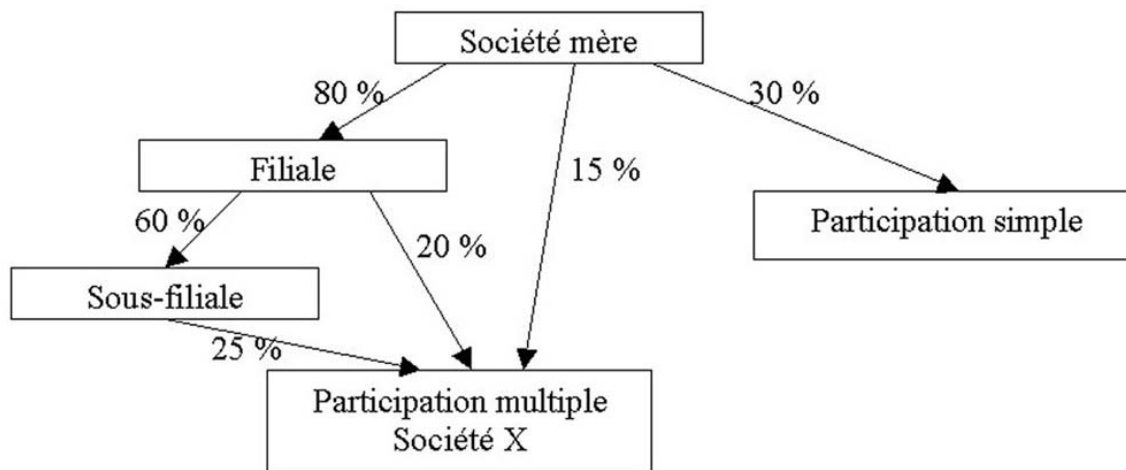 Société mère
80 %
30 %
Filiale
15 %
Participation simple
60 %
20 %
Sous-filiale
25 %
Participation multiple
Société X